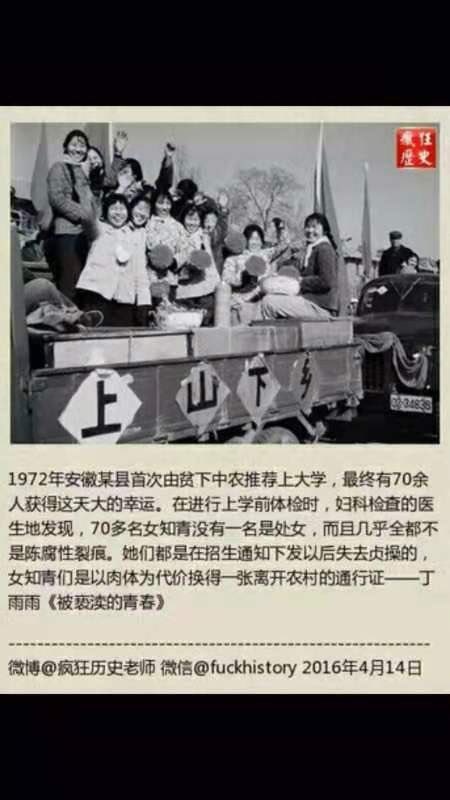 疯狂
历史
上山下乡
02-34836
1972年安徽某县首次由贫下中农推荐上大学，最终有70余
人获得这天大的幸运。在进行上学前体检时，妇科检查的医
生地发现，70多名女知青没有一名是处女，而且几乎全都不
是陈腐性裂痕。她们都是在招生通知下发以后失去贞操的，
女知青们是以肉体为代价换得一张离开农村的通行证——丁
雨雨《被亵渎的青春》
微博@疯狂历史老师 微信@fuckhistory 2016年4月14日